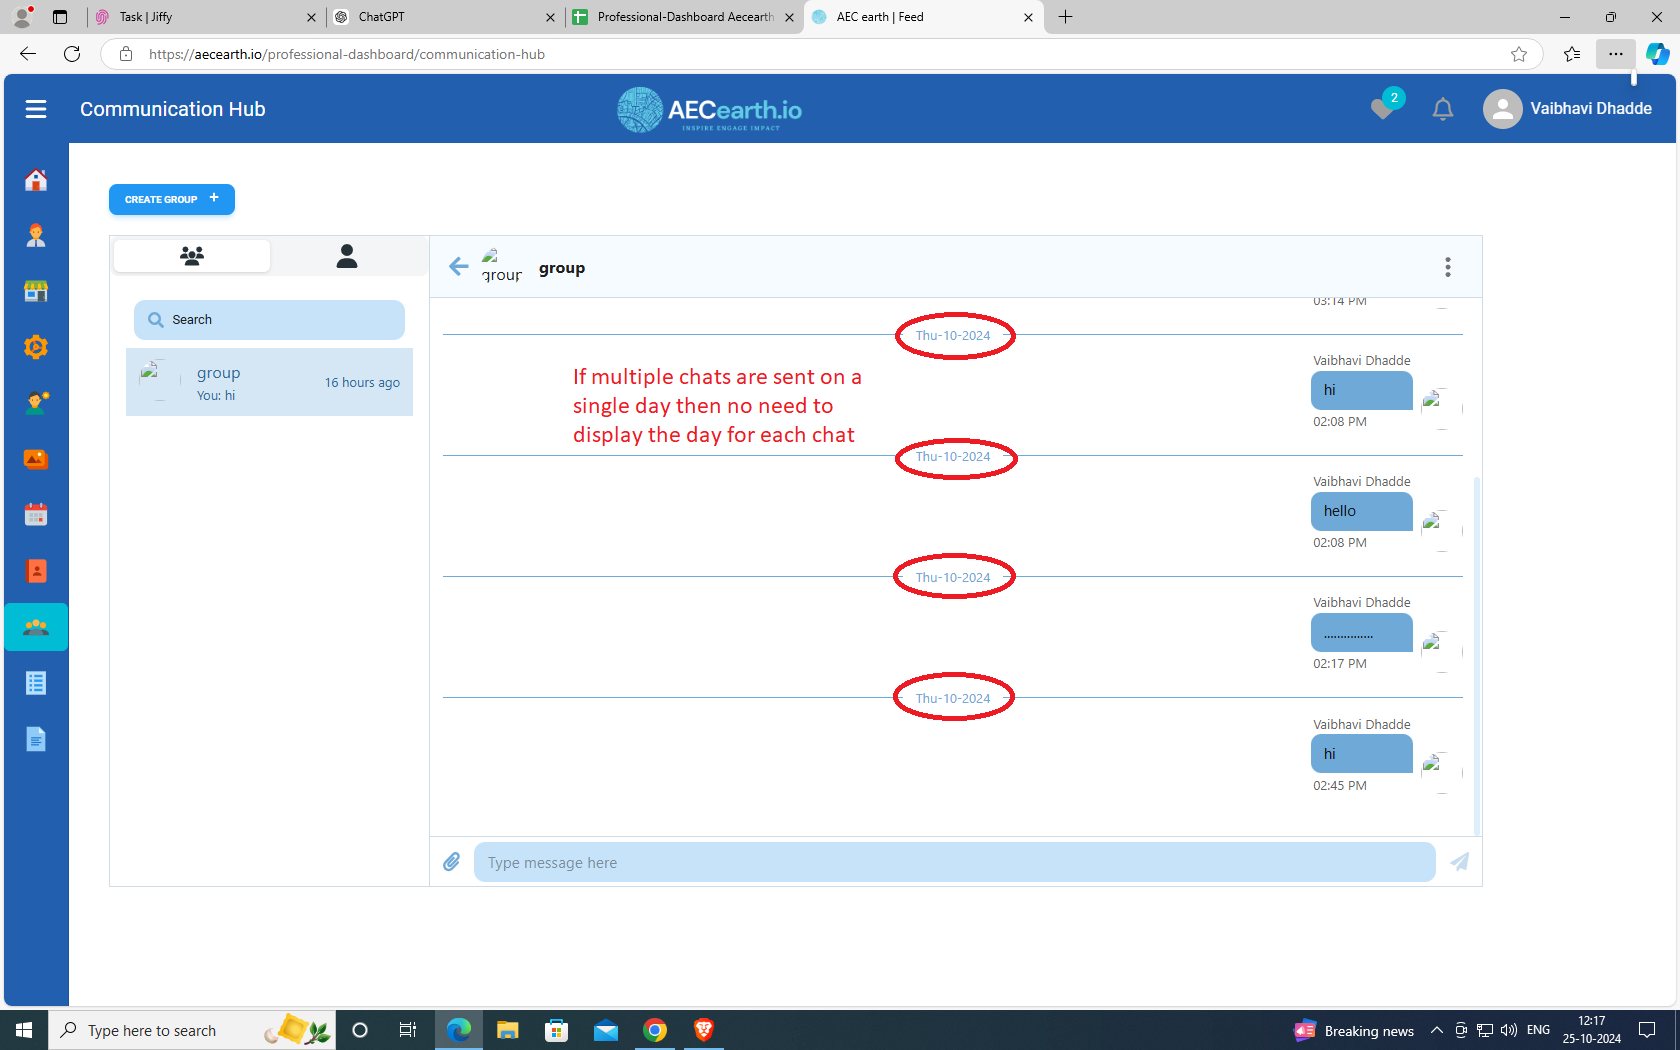 Task | Jiffy
ChatGPT
Professional-Dashboard Aecearth
AEC earth | Feed
https://aecearth.io/professional-dashboard/communication-hub
Communication Hub
AECearth.io
INSPIRE ENGAGE IMPACT
2
Vaibhavi Dhadde
CREATE GROUP +
group
group
Search
group
16 hours ago
You: hi
03:14 PM
Thu-10-2024
Vaibhavi Dhadde
hi
02:08 PM
If multiple chats are sent on a
single day then no need to
display the day for each chat
Thu-10-2024
Vaibhavi Dhadde
hello
02:08 PM
Thu-10-2024
Vaibhavi Dhadde
...............
02:17 PM
Thu-10-2024
Vaibhavi Dhadde
hi
02:45 PM
Type message here
Type here to search
Breaking news
ENG
12:17
25-10-2024